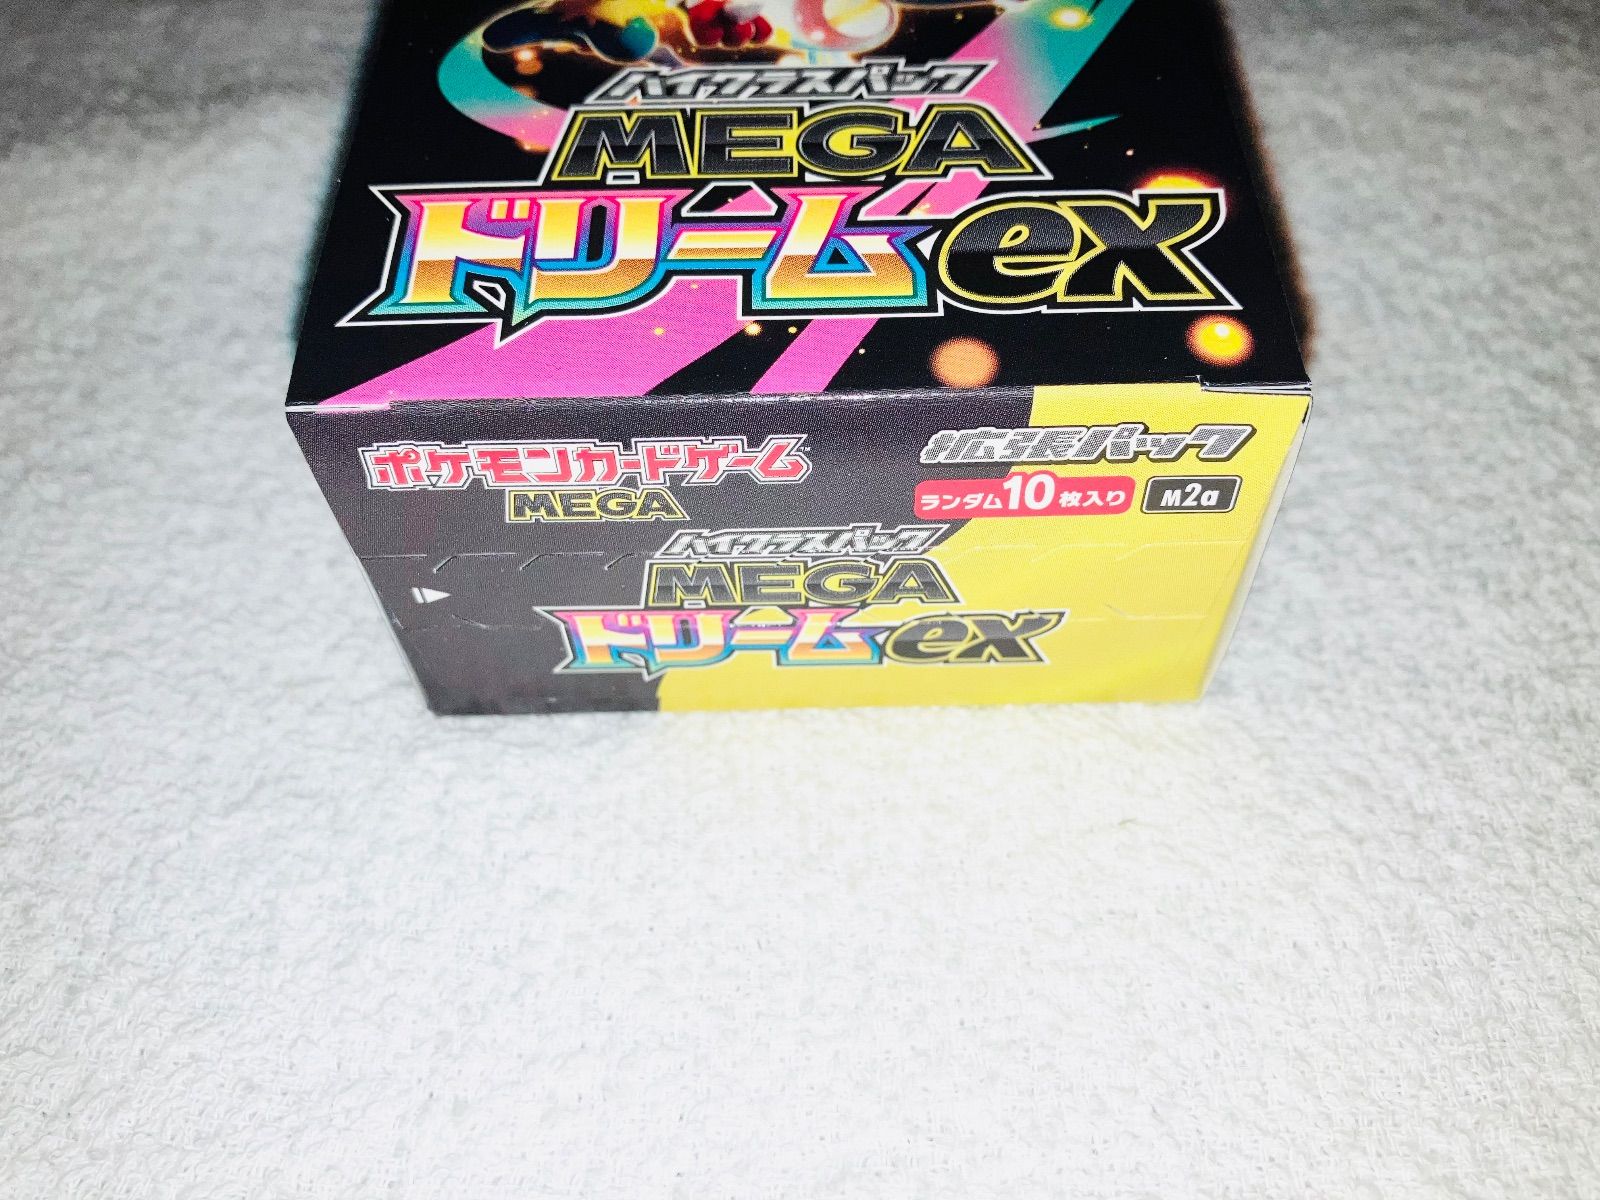 ハイクラスパック
MEGA
ドリームex
ポケモンカードゲーム
MEGA
拡張パック
ランダム10枚入り
M2a
ハイクラスパック
MEGA
ドリームex